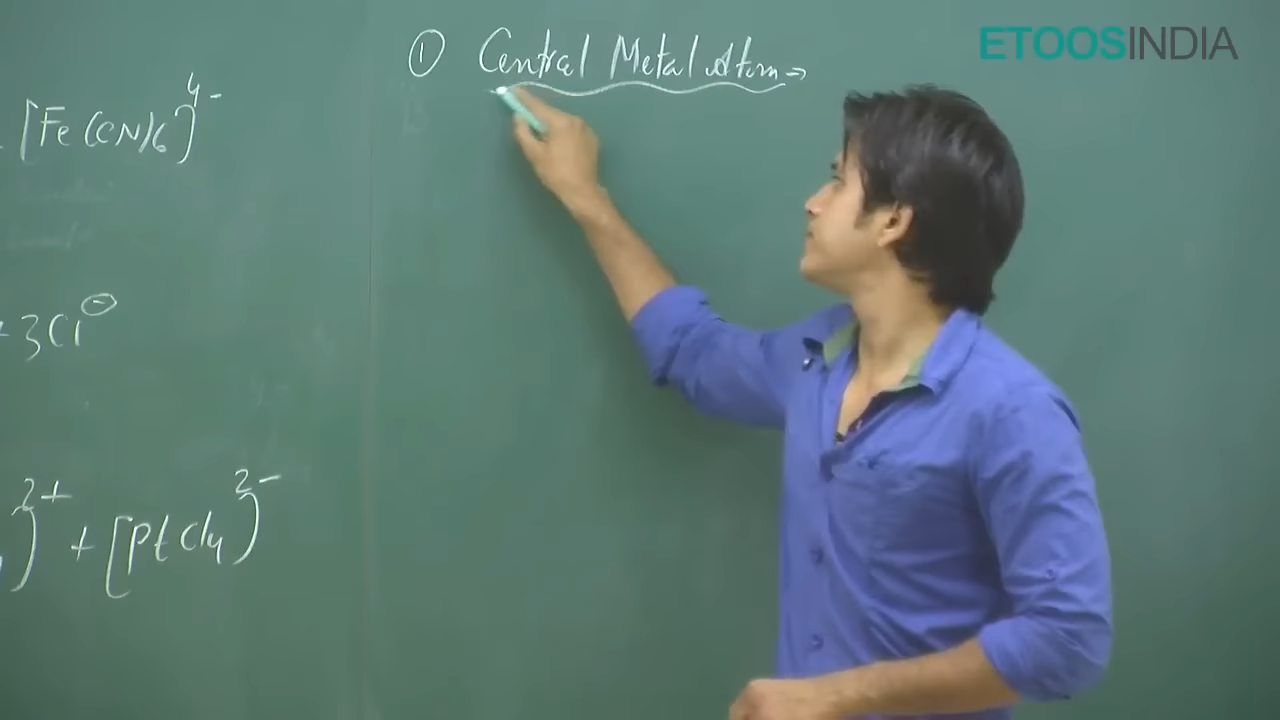 ETOOSINDIA
① Central Metal Atom →
[Fe(CN)6]4-
+3Cl⊖
]2+ + [PtCl4]2-